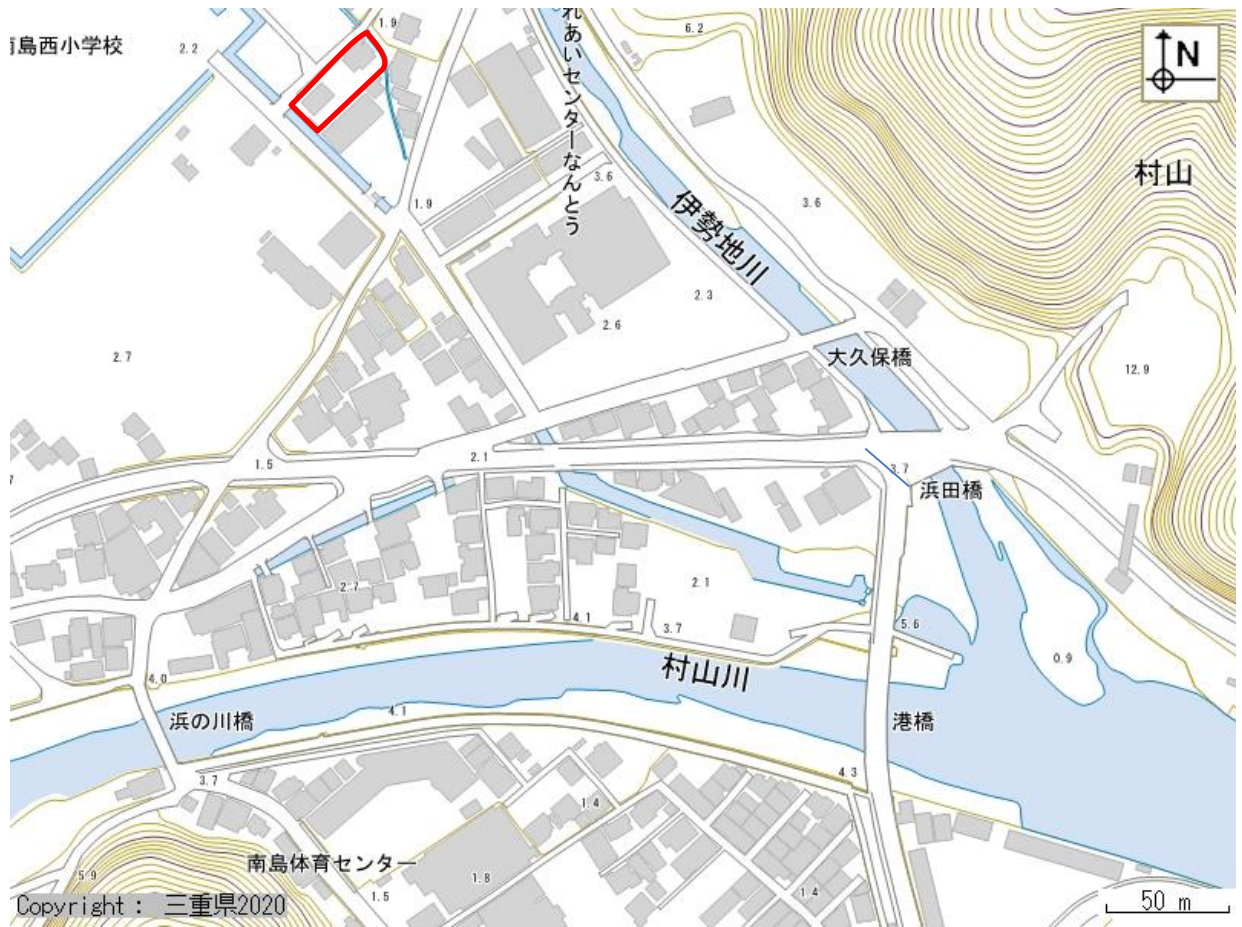 1.9
6.2
南島西小学校
2.2
れあいセンターなんとう
N
村山
3.6
3.6
1.9
伊勢地川
2.3
2.6
2.7
大久保橋
12.9
1.5
2.1
3.7
浜田橋
2.7
2.1
4.1
3.7
5.6
0.9
村山川
4.0
4.1
浜の川橋
港橋
3.7
4.3
1.4
南島体育センター
5.9
1.8
1.5
1.4
Copyright : 三重県2020
50 m